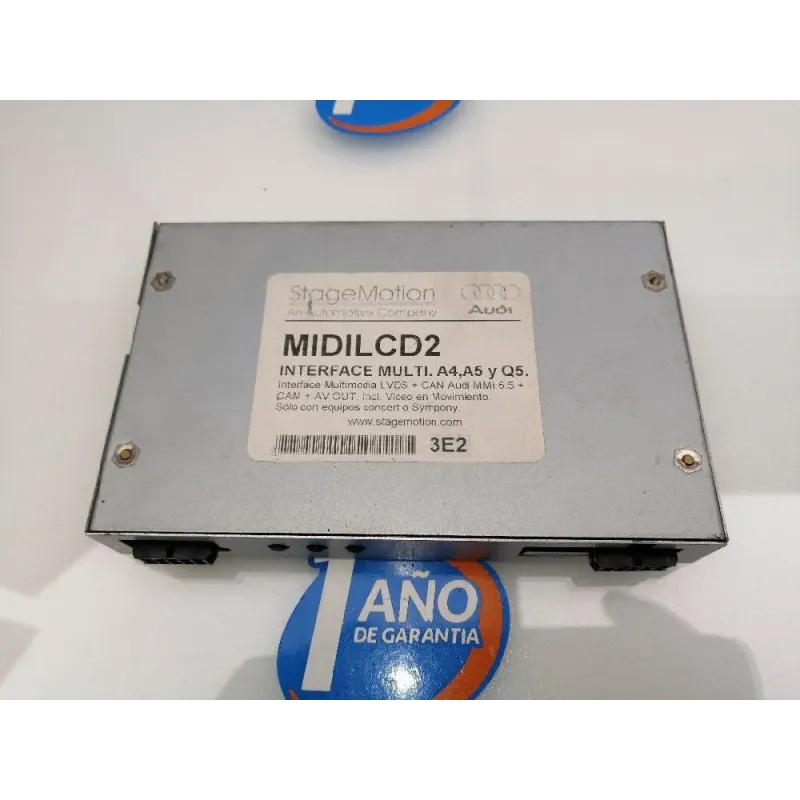 1
StageMotion
An Automotive Company
Audi
MIDILCD2
INTERFACE MULTI. A4,A5 y Q5.
Interface Multimedia LVDS + CAN Audi MMI 6.5 +
CAM + AV OUT. Incl. Video en Movimiento.
Solo con equipos concert o Sympony.
www.stagemotion.com
3E2
1 AÑO
DE GARANTIA